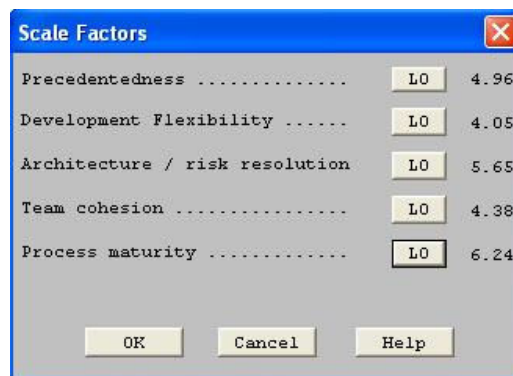 Scale Factors
Precedentedness .............. LO 4.96
Development Flexibility ...... LO 4.05
Architecture / risk resolution LO 5.65
Team cohesion ................ LO 4.38
Process maturity ............. LO 6.24
OK Cancel Help